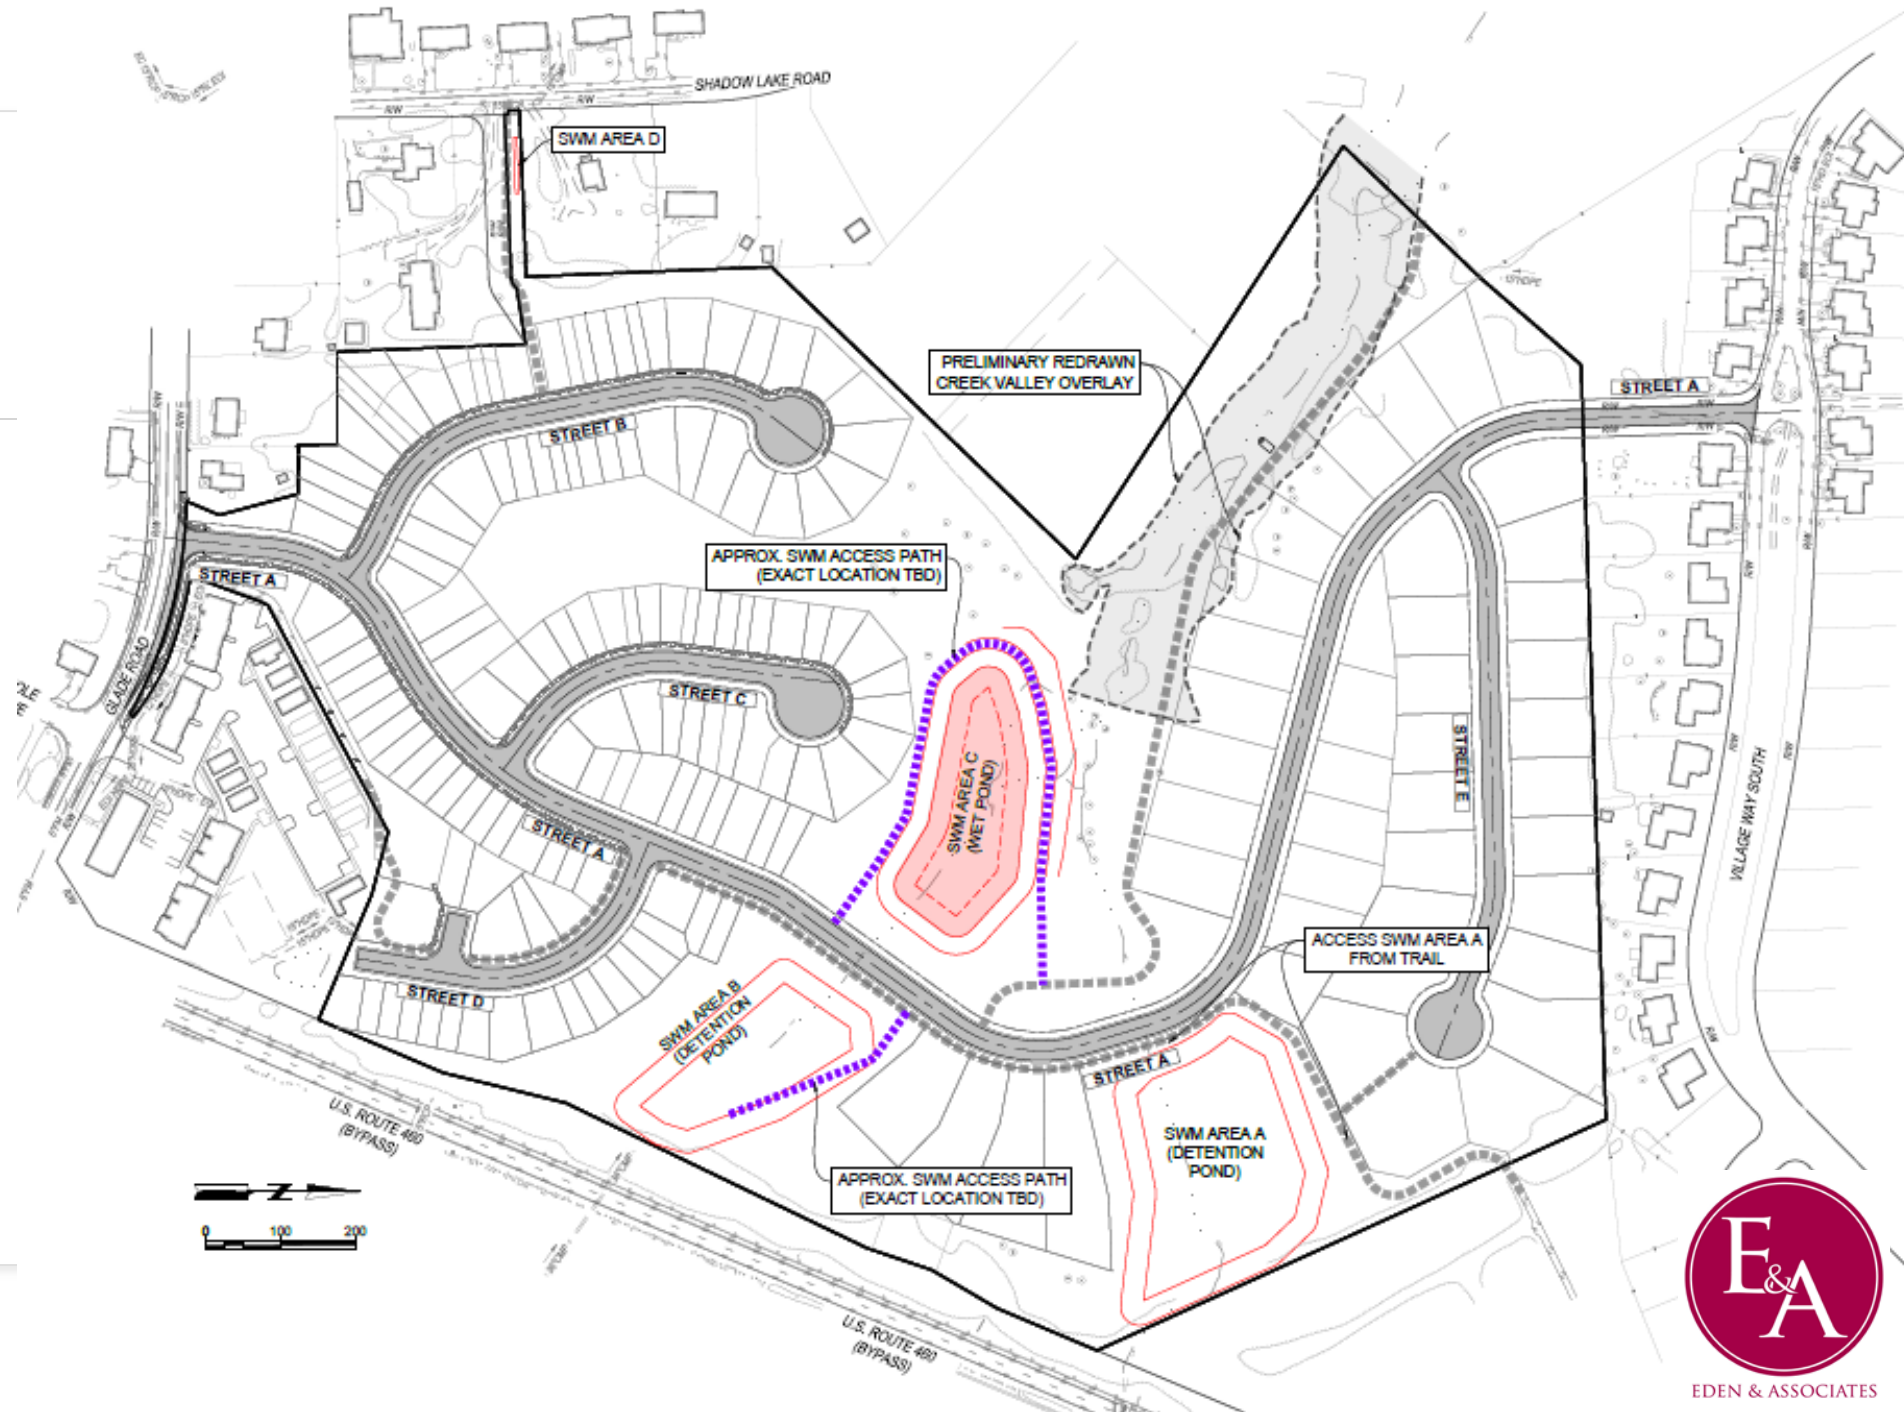 SHADOW LAKE ROAD
R/W
R/W
SWM AREA D
PRELIMINARY REDRAWN
CREEK VALLEY OVERLAY
15"HDPE
STREET A
R/W
R/W
R/W
R/W
STREET B
APPROX. SWM ACCESS PATH
(EXACT LOCATION TBD)
STREET A
GLADE ROAD
STREET C
SWM AREA C
(WET POND)
STREET E
VILLAGE WAY SOUTH
STREET A
ACCESS SWM AREA A
FROM TRAIL
STREET D
SWM AREA B
(DETENTION
POND)
STREET A
U.S. ROUTE 460
(BYPASS)
SWM AREA A
(DETENTION
POND)
APPROX. SWM ACCESS PATH
(EXACT LOCATION TBD)
Z
0 100 200
U.S. ROUTE 460
(BYPASS)
E&A
EDEN & ASSOCIATES